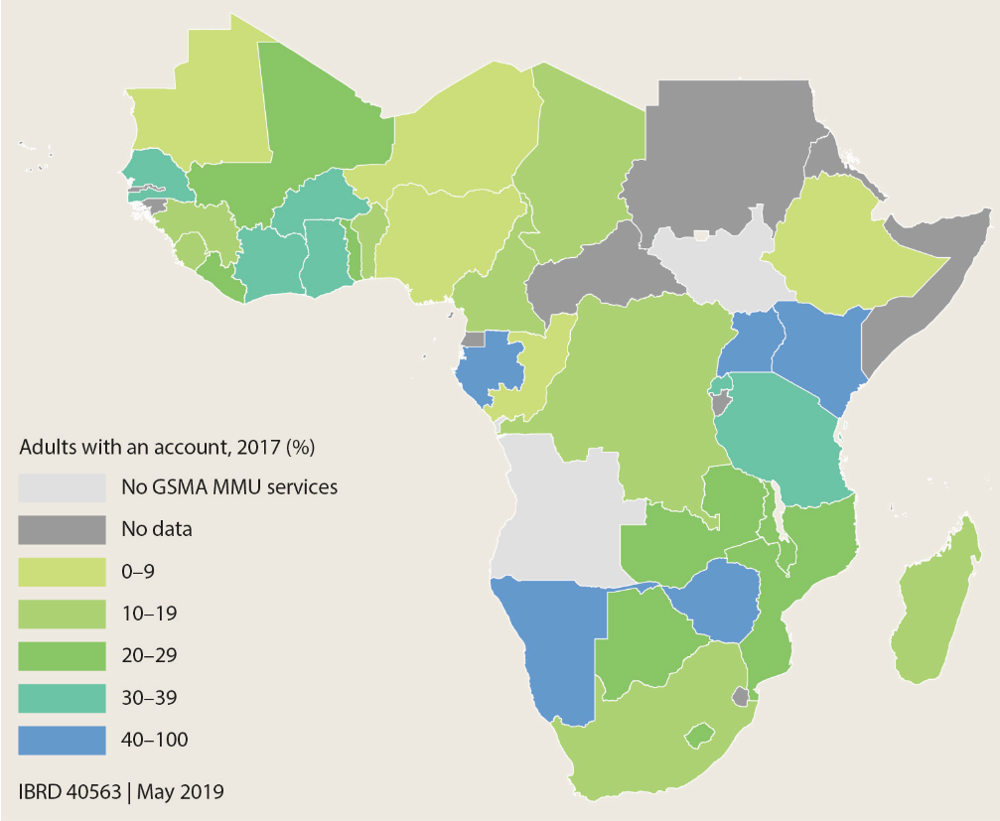 Adults with an account, 2017 (%)
No GSMA MMU services
No data
0–9
10–19
20–29
30–39
40–100
IBRD 40563 | May 2019